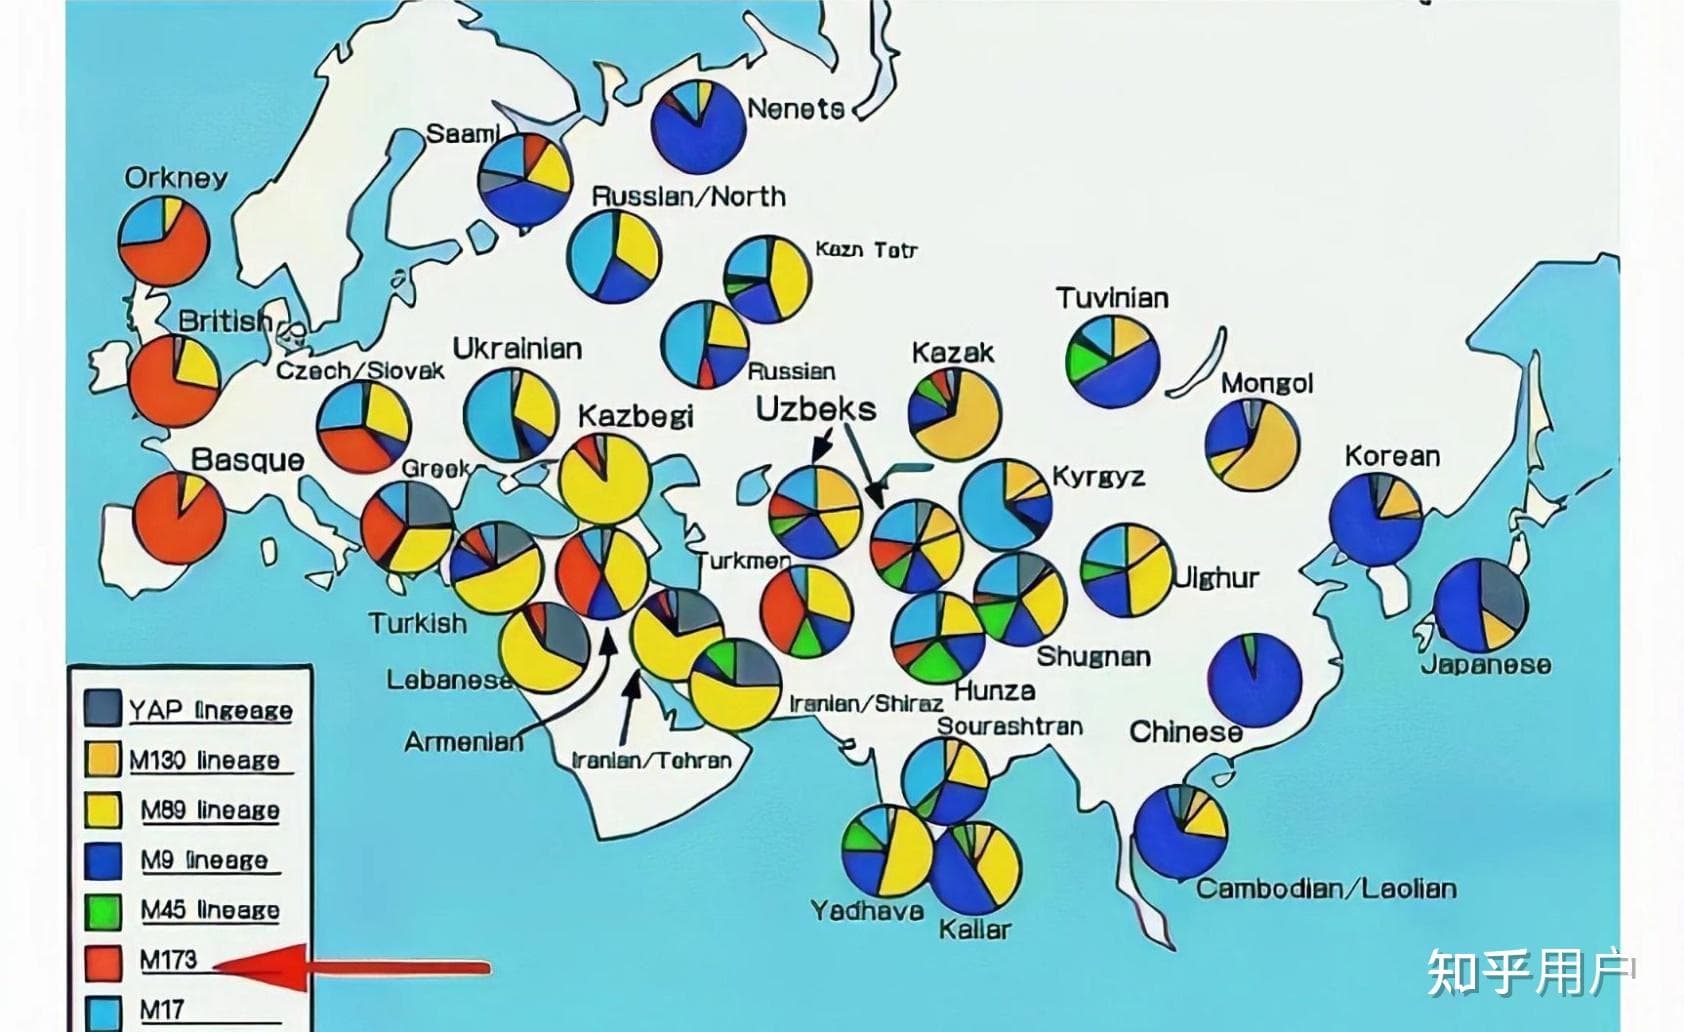 Nenets
Saami
Orkney
Russian/North
Kazn Tatr
Tuvinian
British
Ukrainian
Kazak
Czech/Slovak
Russian
Mongol
Uzbeks
Kazbegi
Korean
Basque
Greek
Kyrgyz
Turkmen
Uighur
Turkish
Shugnan
Japanese
Lebanese
Hunza
Iranian/Shiraz
Sourashtran
Chinese
Armenian
Iranian/Tehran
Cambodian/Laolian
Yadhava
Kallar
YAP lingeage
M130 lineage
M89 lineage
M9 lineage
M45 lineage
M173
M17
知乎用户